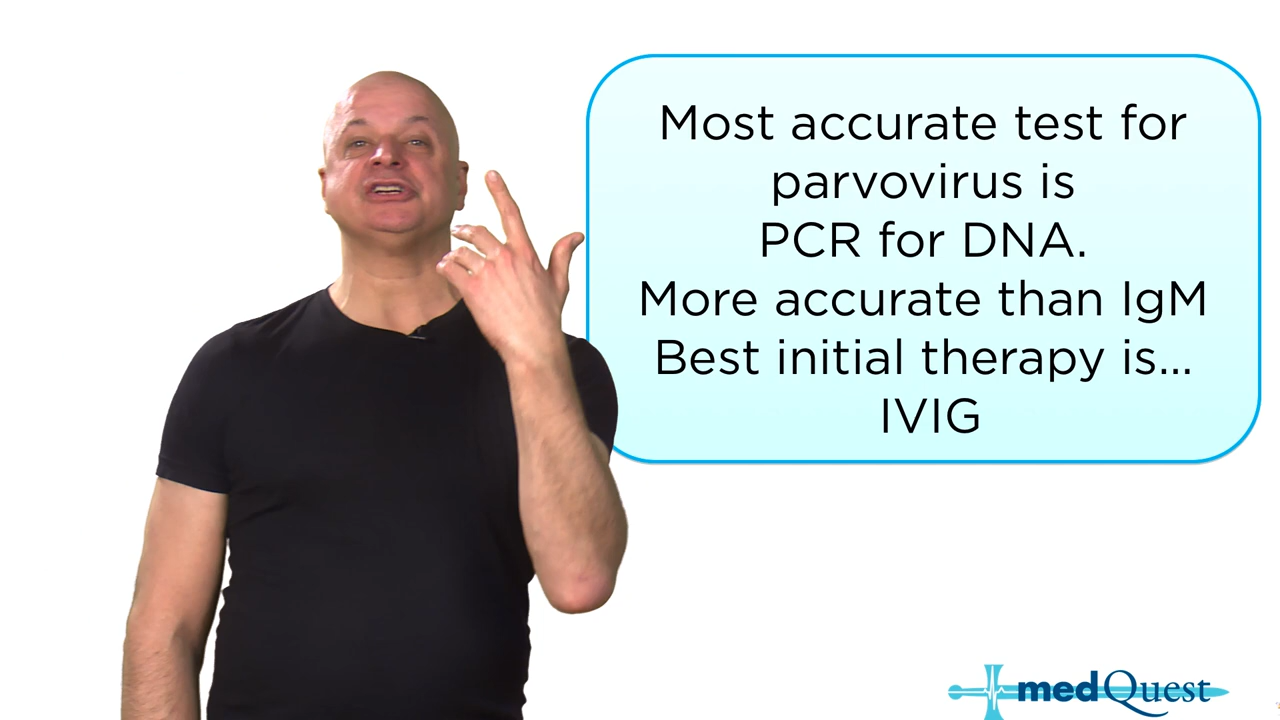 Most accurate test for
parvovirus is
PCR for DNA.
More accurate than IgM
Best initial therapy is...
IVIG
medQuest